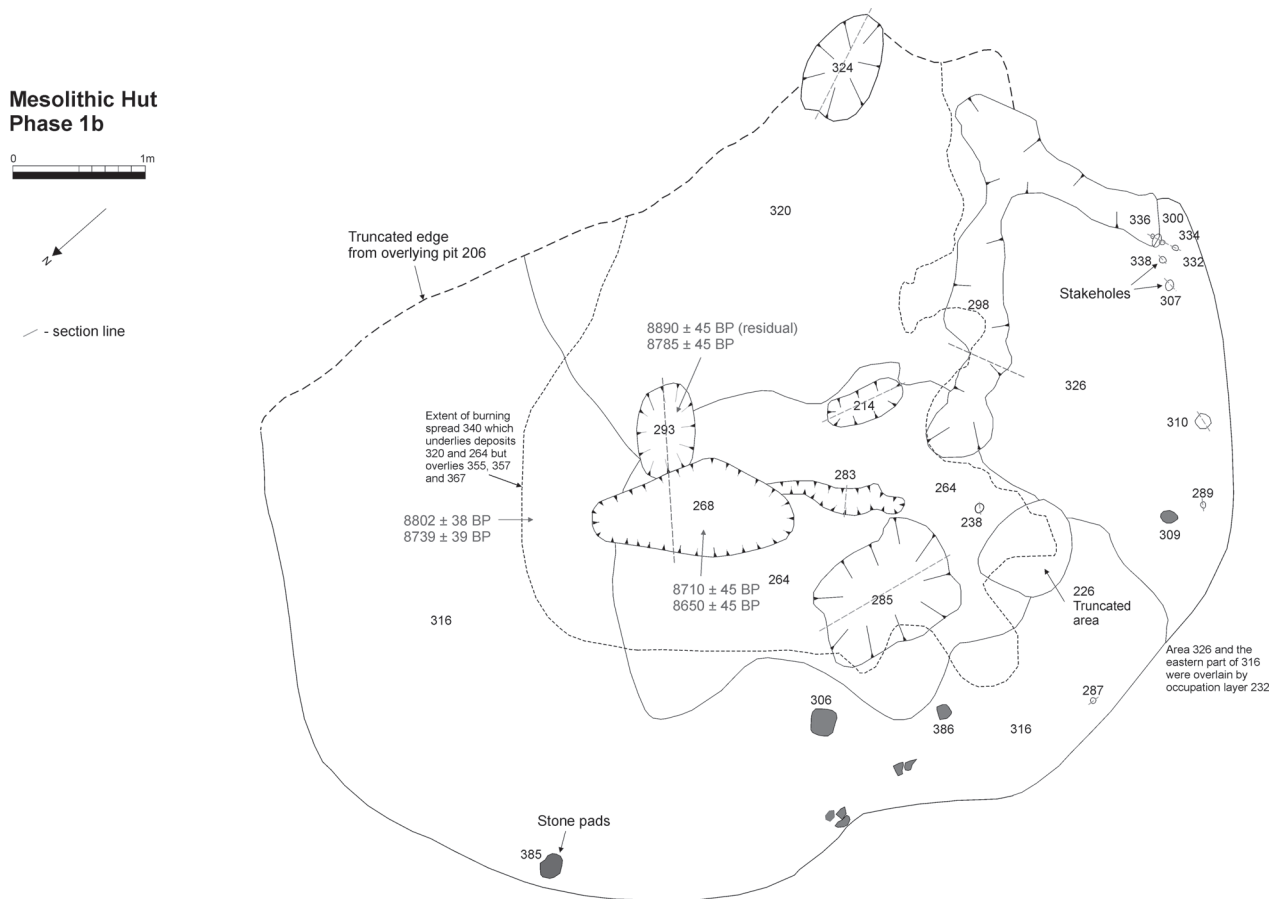 Mesolithic Hut
Phase 1b
0 1m
N
- section line
Truncated edge
from overlying pit 206
324
320
336 300
334
338 332
Stakeholes
307
298
8890 ± 45 BP (residual)
8785 ± 45 BP
326
214
310
293
Extent of burning
spread 340 which
underlies deposits
320 and 264 but
overlies 355, 357
and 367
283
264
268
238
289
309
8802 ± 38 BP
8739 ± 39 BP
264
8710 ± 45 BP
8650 ± 45 BP
285
226
Truncated
area
316
Area 326 and the
eastern part of 316
were overlain by
occupation layer 232
287
306
386
316
Stone pads
385